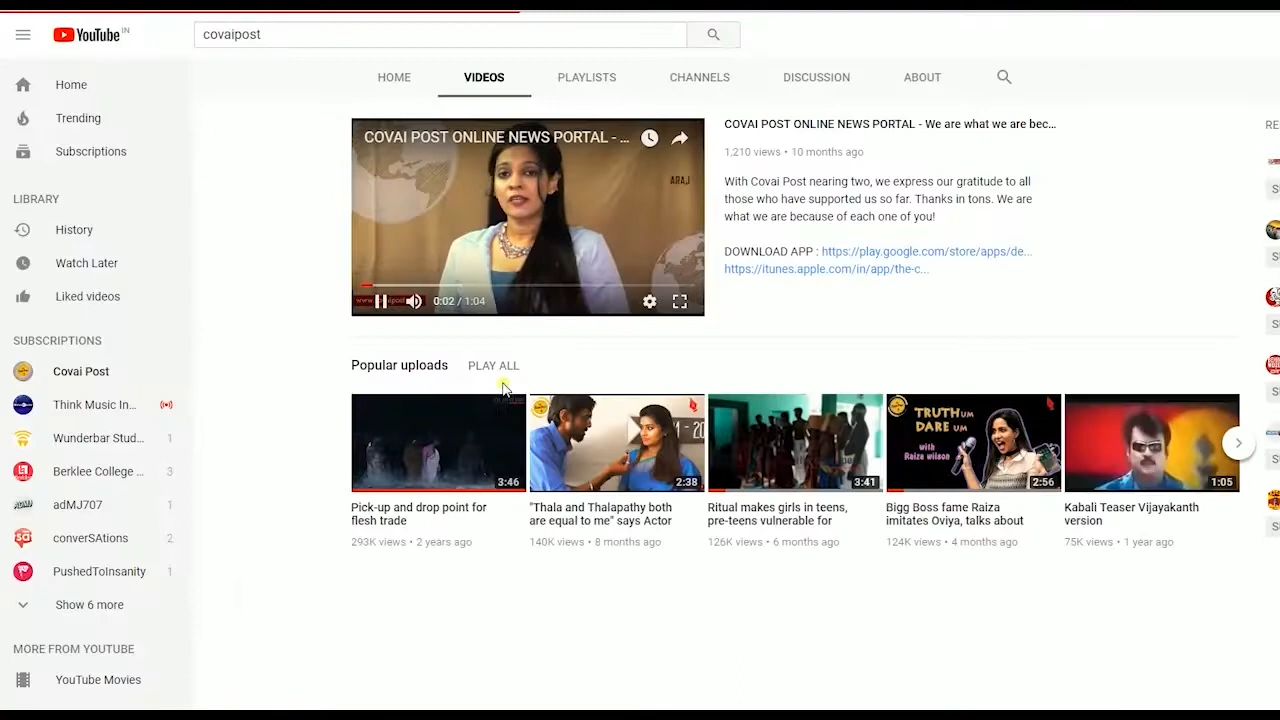 YouTube IN
covaipost
HOME
VIDEOS
PLAYLISTS
CHANNELS
DISCUSSION
ABOUT
Home
Trending
Subscriptions
LIBRARY
History
Watch Later
Liked videos
SUBSCRIPTIONS
Covai Post
Think Music In...
Wunderbar Stud... 1
Berklee College ... 3
adMJ707 1
converSAtions 2
PushedToInsanity 1
Show 6 more
MORE FROM YOUTUBE
YouTube Movies
COVAI POST ONLINE NEWS PORTAL - ...
ARAJ
0:02 / 1:04
COVAI POST ONLINE NEWS PORTAL - We are what we are bec...
1,210 views • 10 months ago
With Covai Post nearing two, we express our gratitude to all
those who have supported us so far. Thanks in tons. We are
what we are because of each one of you!
DOWNLOAD APP : https://play.google.com/store/apps/de...
https://itunes.apple.com/in/app/the-c...
RE
S
S
S
S
S
S
Popular uploads PLAY ALL
3:46
Pick-up and drop point for
flesh trade
293K views • 2 years ago
2:38
"Thala and Thalapathy both
are equal to me" says Actor
140K views • 8 months ago
3:41
Ritual makes girls in teens,
pre-teens vulnerable for
126K views • 6 months ago
TRUTH UM
DARE UM
with
Raiza wilson
2:56
Bigg Boss fame Raiza
imitates Oviya, talks about
124K views • 4 months ago
1:05
Kabali Teaser Vijayakanth
version
75K views • 1 year ago